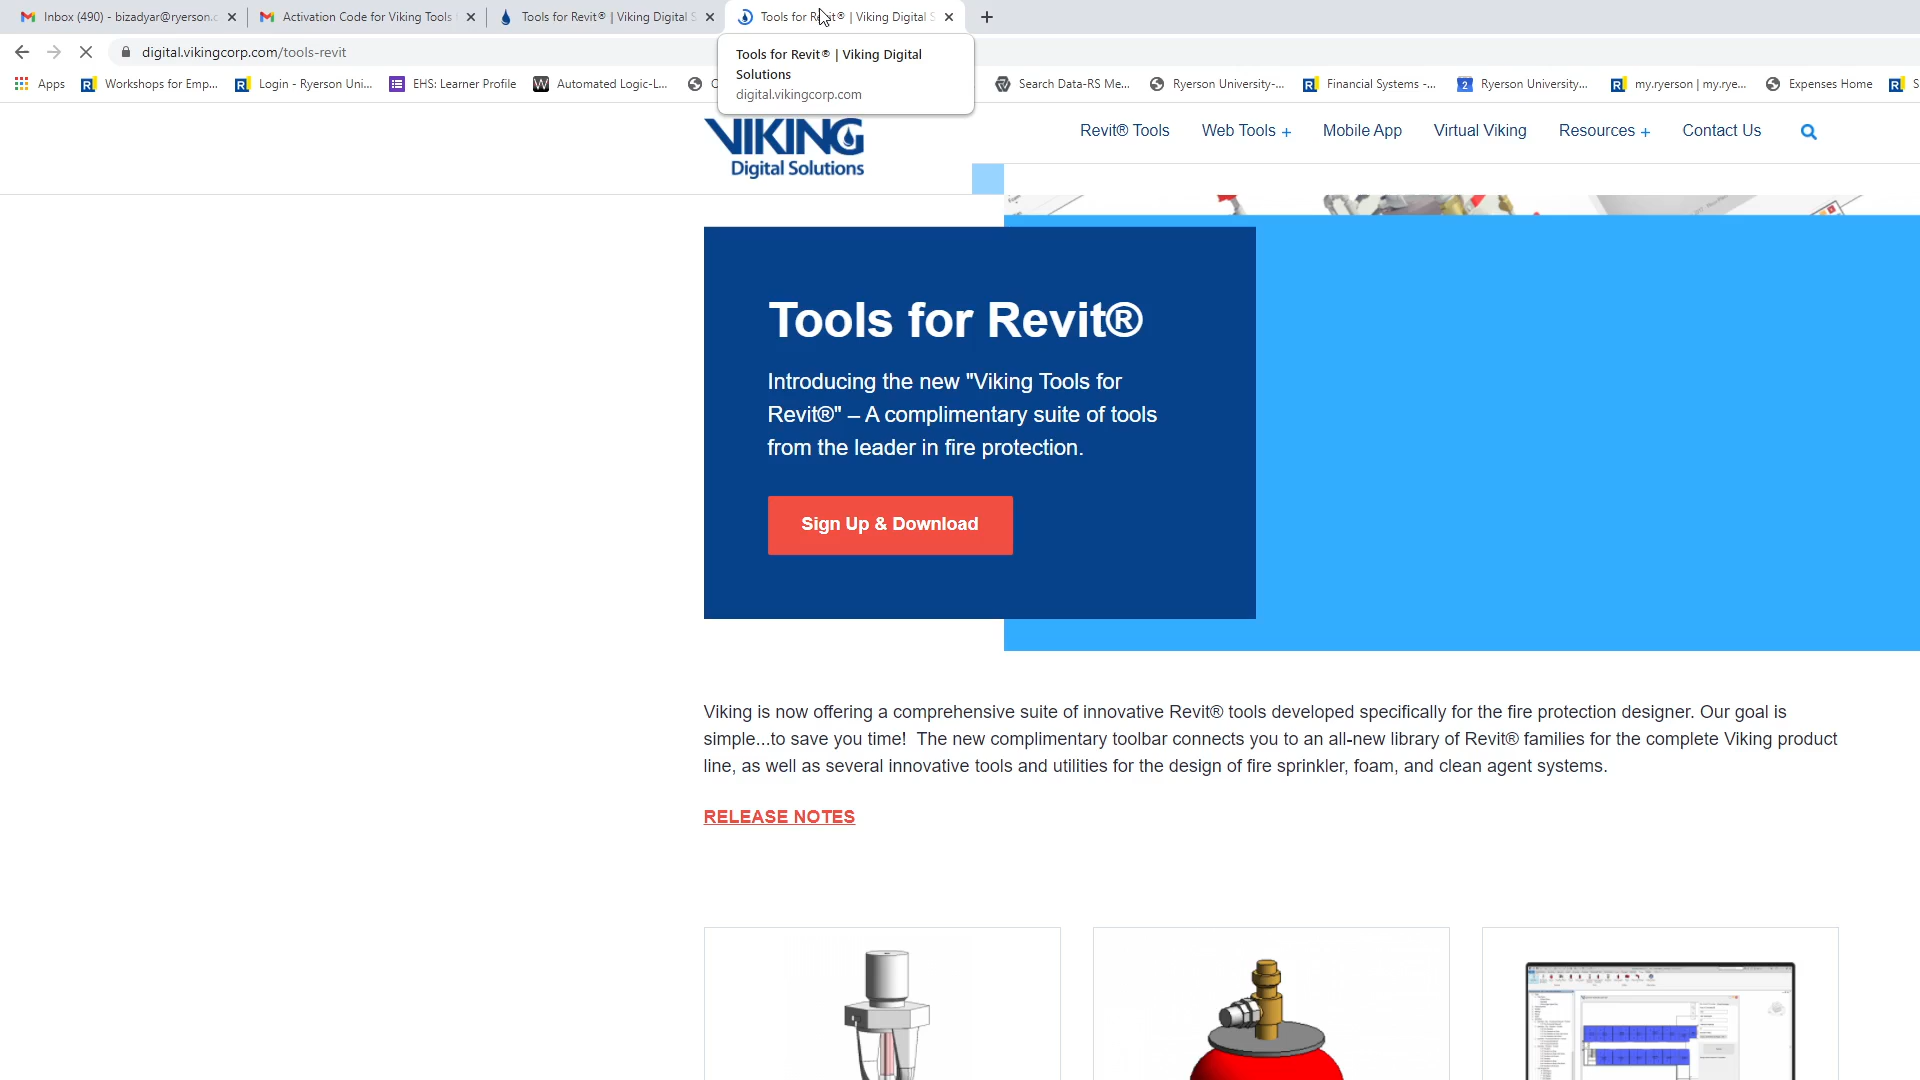 Inbox (490) - bizadyar@ryerson.c
Activation Code for Viking Tools
Tools for Revit® | Viking Digital S
Tools for Revit® | Viking Digital S
digital.vikingcorp.com/tools-revit
Tools for Revit® | Viking Digital
Solutions
digital.vikingcorp.com
Apps
Workshops for Emp...
Login - Ryerson Uni...
EHS: Learner Profile
Automated Logic-L...
Search Data-RS Me...
Ryerson University-...
Financial Systems -...
Ryerson University...
my.ryerson | my.rye...
Expenses Home
VIKING
Digital Solutions
Revit® Tools
Web Tools +
Mobile App
Virtual Viking
Resources +
Contact Us
Tools for Revit®
Introducing the new "Viking Tools for
Revit®" – A complimentary suite of tools
from the leader in fire protection.
Sign Up & Download
Viking is now offering a comprehensive suite of innovative Revit® tools developed specifically for the fire protection designer. Our goal is
simple...to save you time!  The new complimentary toolbar connects you to an all-new library of Revit® families for the complete Viking product
line, as well as several innovative tools and utilities for the design of fire sprinkler, foam, and clean agent systems.
RELEASE NOTES